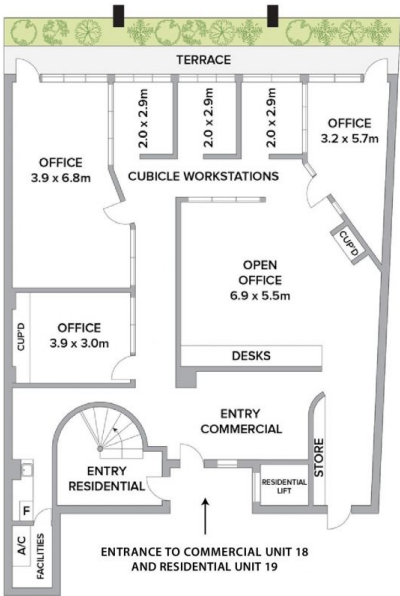 TERRACE
2.0 x 2.9m
2.0 x 2.9m
2.0 x 2.9m
OFFICE
3.2 x 5.7m
OFFICE
3.9 x 6.8m
CUBICLE WORKSTATIONS
CUP'D
OPEN
OFFICE
6.9 x 5.5m
CUP'D
OFFICE
3.9 x 3.0m
DESKS
ENTRY
COMMERCIAL
STORE
ENTRY
RESIDENTIAL
RESIDENTIAL
LIFT
F
A/C
FACILITIES
ENTRANCE TO COMMERCIAL UNIT 18
AND RESIDENTIAL UNIT 19